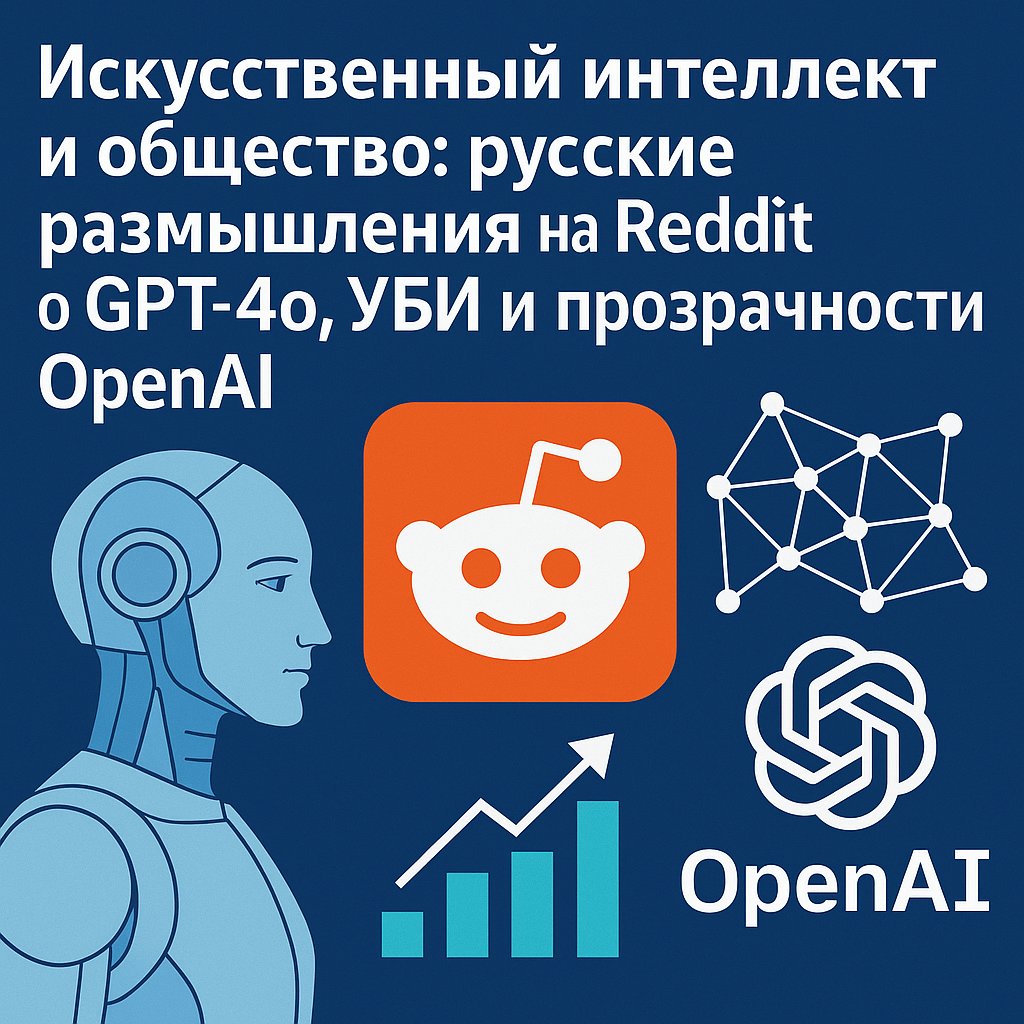 Искусственный интеллект
и общество: русские
размышления на Reddit
о GPT-4o, УБИ и прозрачности
OpenAI
OpenAI